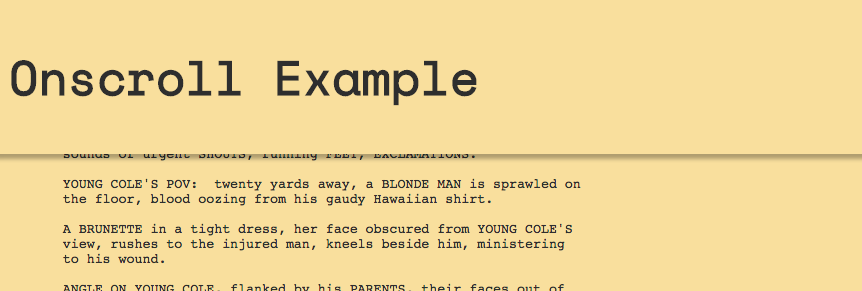 Onscroll Example
sounds of urgent SHOUTS, running FEET, EXCLAMATIONS.
YOUNG COLE'S POV:  twenty yards away, a BLONDE MAN is sprawled on
the floor, blood oozing from his gaudy Hawaiian shirt.
A BRUNETTE in a tight dress, her face obscured from YOUNG COLE'S
view, rushes to the injured man, kneels beside him, ministering
to his wound.
ANGLE ON YOUNG COLE, flanked by his PARENTS, their faces out of